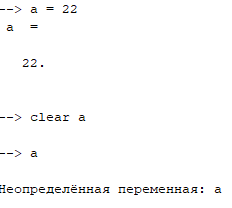 --> a = 22
a =
22.
--> clear a
--> a
Неопределённая переменная: a